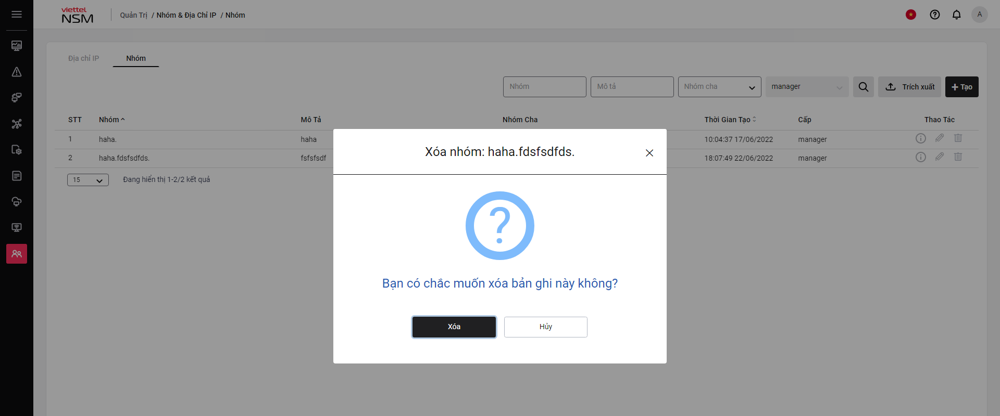 viettel
NSM
Quản Trị / Nhóm & Địa Chỉ IP / Nhóm
A
Địa chỉ IP
Nhóm
Nhóm
Mô tả
Nhóm cha
manager
Trích xuất
Tạo
STT
Nhóm
Mô Tả
Nhóm Cha
Thời Gian Tạo
Cấp
Thao Tác
1
haha.
haha
10:04:37 17/06/2022
manager
2
haha.fdsfsdfds.
fsfsfsdf
18:07:49 22/06/2022
manager
15
Đang hiển thị 1-2/2 kết quả
Xóa nhóm: haha.fdsfsdfds.
?
Bạn có chắc muốn xóa bản ghi này không?
Xóa
Hủy